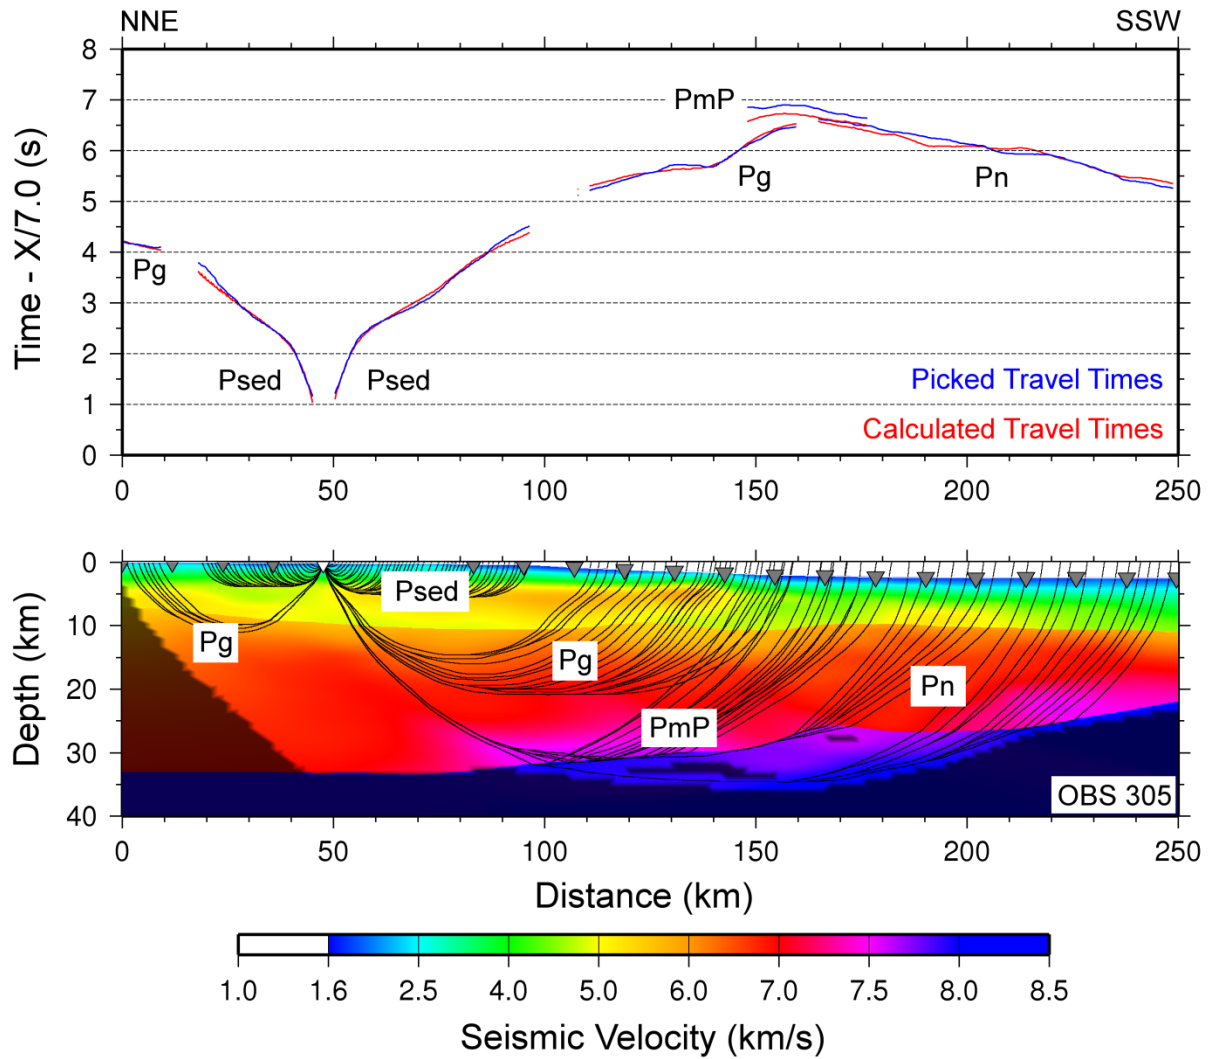 NNE SSW
8
7
6
5
4
3
2
1
0
Time - X/7.0 (s)
PmP
Pg
Pn
Pg
Psed Psed
Picked Travel Times
Calculated Travel Times
0 50 100 150 200 250
0
10
20
30
40
Depth (km)
Psed
Pg
Pg
Pn
PmP
OBS 305
0 50 100 150 200 250
Distance (km)
1.0 1.6 2.5 4.0 5.0 6.0 7.0 7.5 8.0 8.5
Seismic Velocity (km/s)